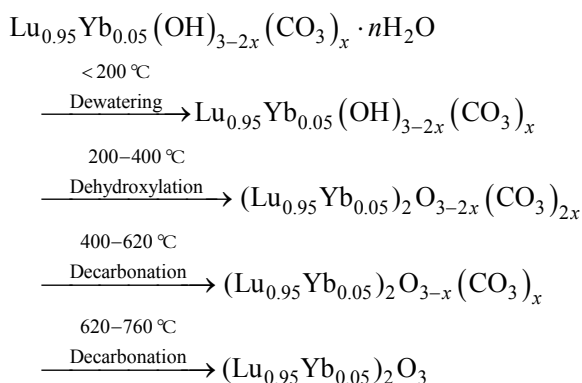 Lu₀.₉₅Yb₀.₀₅(OH)₃₋₂ₓ(CO₃)ₓ · nH₂O
<200 ℃
Dewatering → Lu₀.₉₅Yb₀.₀₅(OH)₃₋₂ₓ(CO₃)ₓ
200–400 ℃
Dehydroxylation → (Lu₀.₉₅Yb₀.₀₅)₂O₃₋₂ₓ(CO₃)₂ₓ
400–620 ℃
Decarbonation → (Lu₀.₉₅Yb₀.₀₅)₂O₃₋ₓ(CO₃)ₓ
620–760 ℃
Decarbonation → (Lu₀.₉₅Yb₀.₀₅)₂O₃